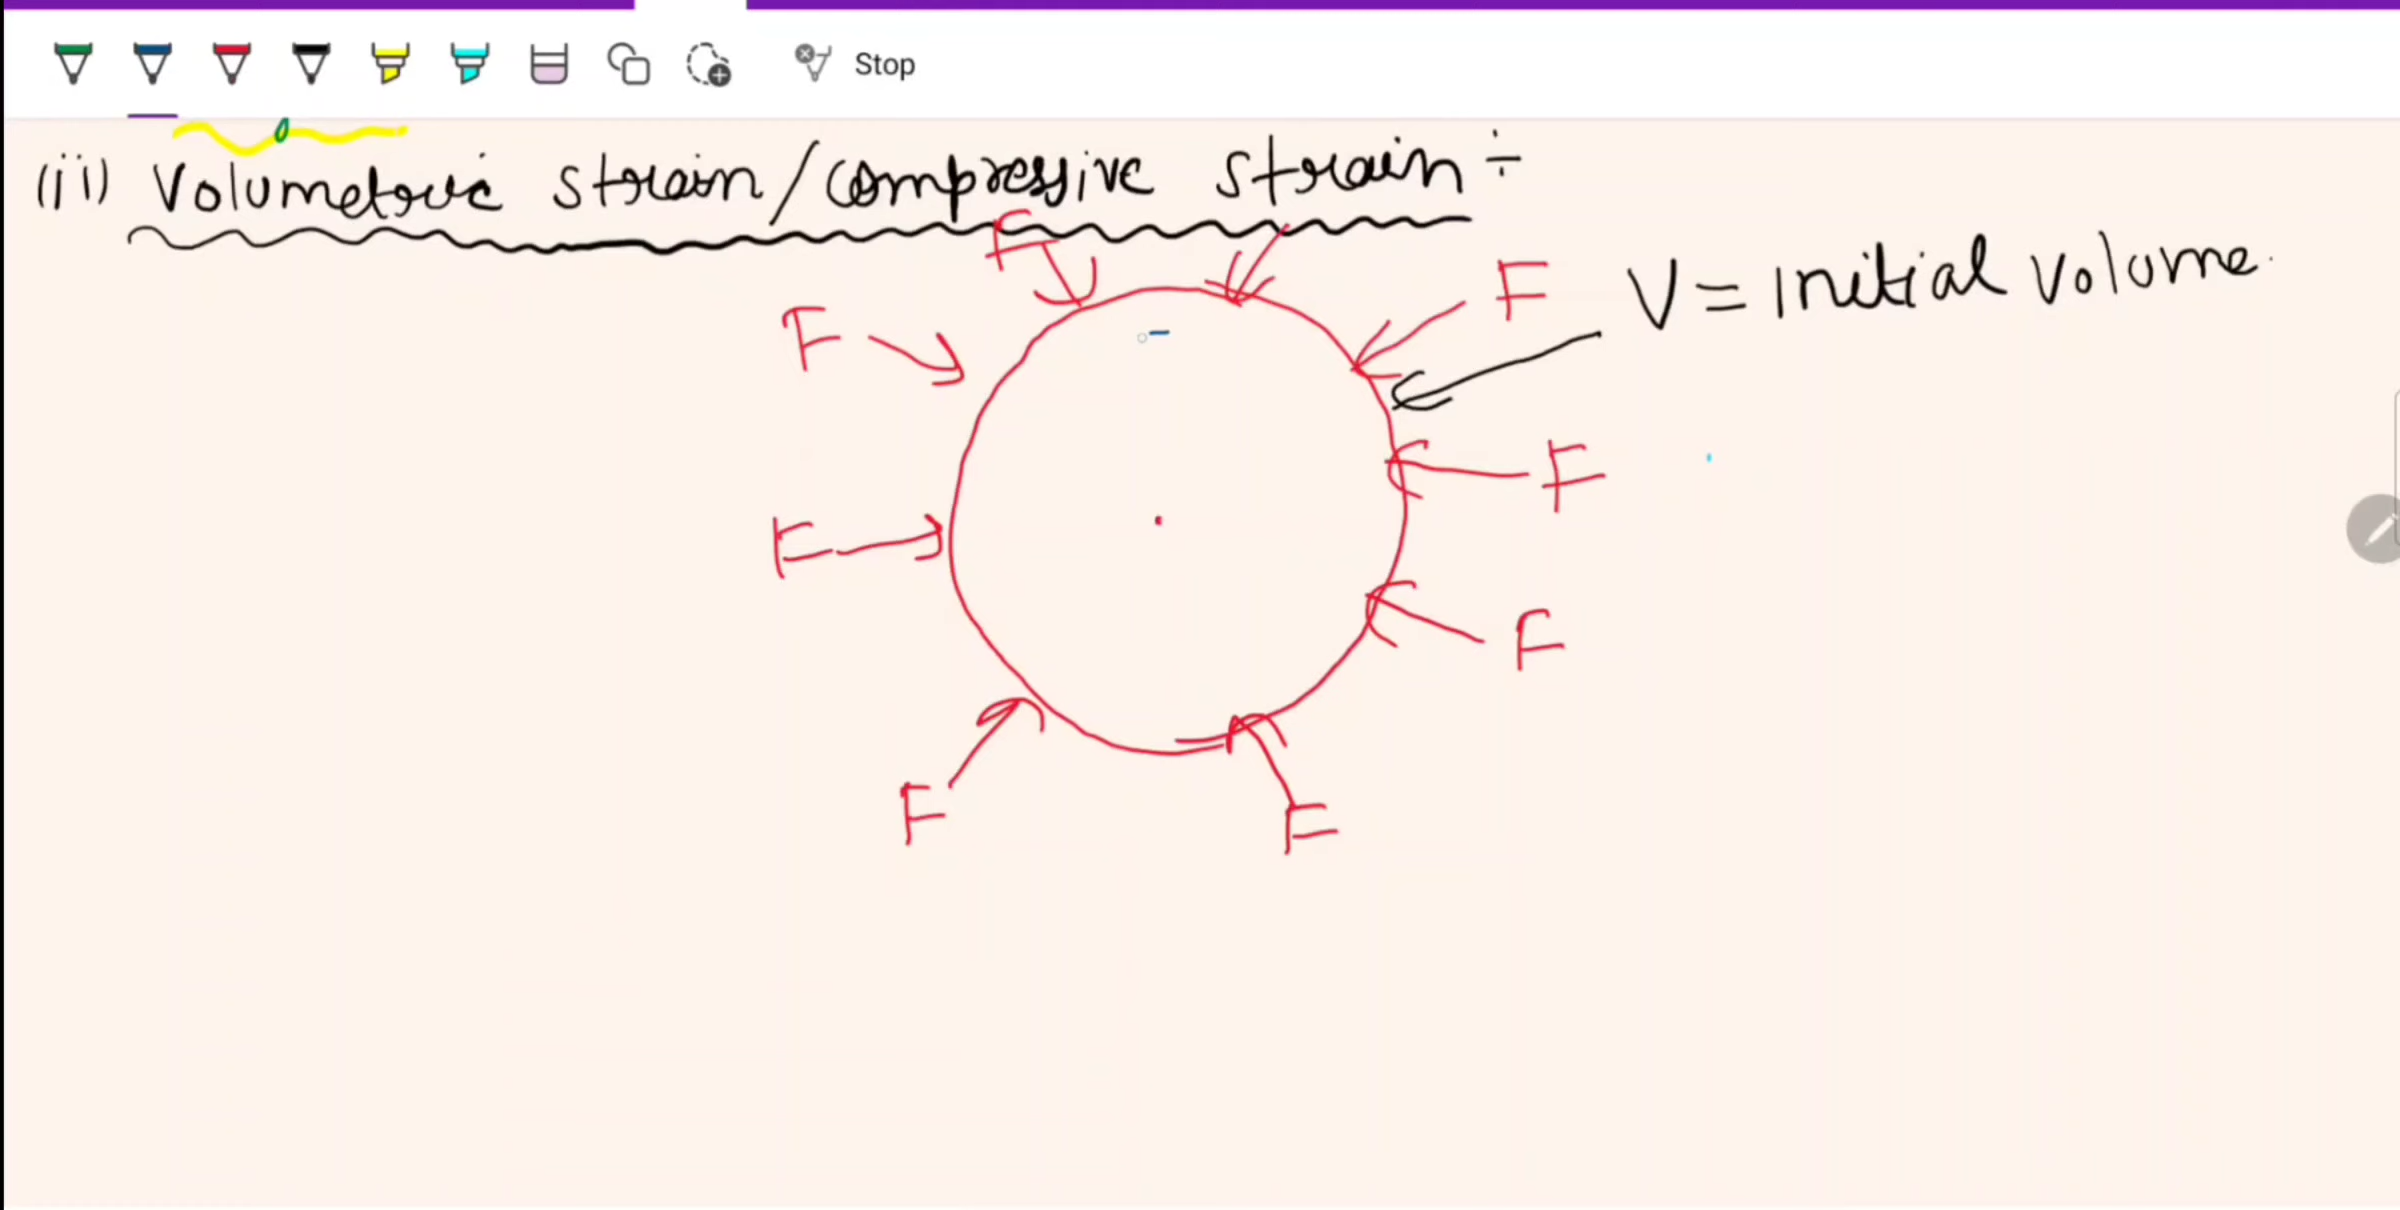 Stop
(ii) Volumetric strain/compressive strain ÷
F
F
F
V = initial volume.
F
F
F
F
F